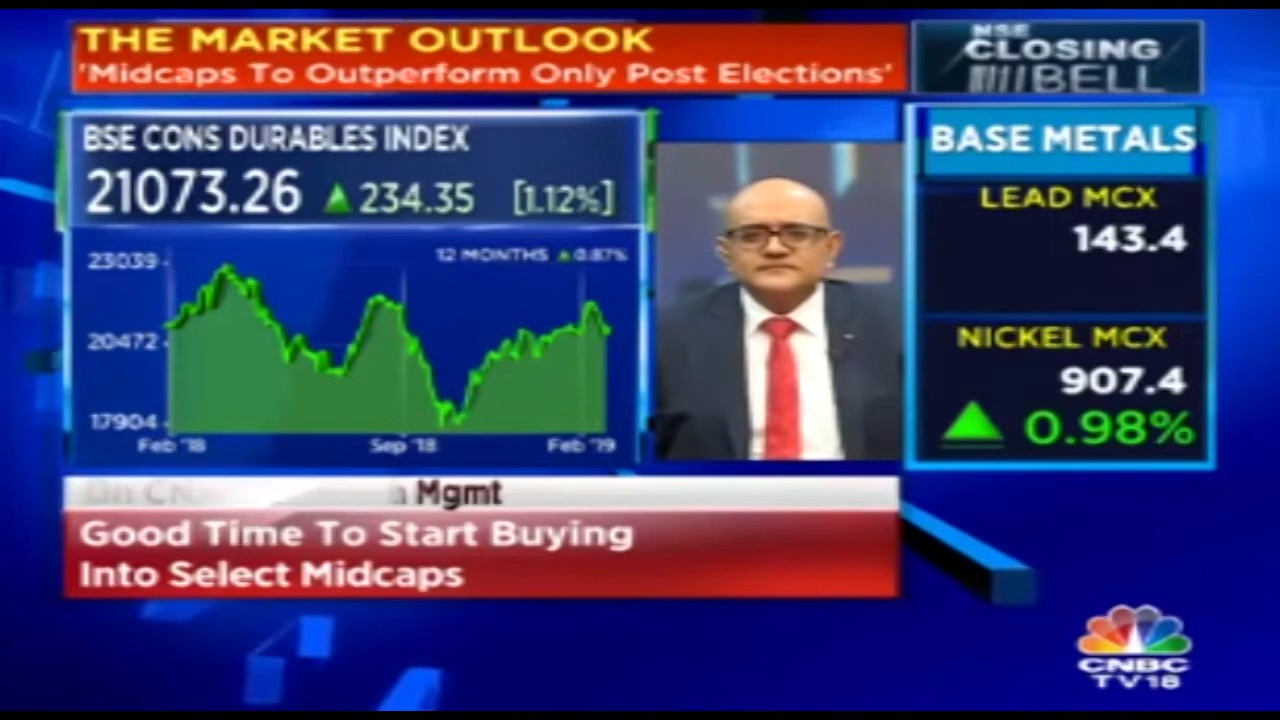 THE MARKET OUTLOOK
'Midcaps To Outperform Only Post Elections'
NSE
CLOSING
BELL
BSE CONS DURABLES INDEX
21073.26 ▲ 234.35 [1.12%]
12 MONTHS ▲ 0.87%
23039
20472
17904
Feb '18 Sep '18 Feb '19
BASE METALS
LEAD MCX
143.4
NICKEL MCX
907.4
▲ 0.98%
On Mgmt
Good Time To Start Buying
Into Select Midcaps
CNBC
TV18